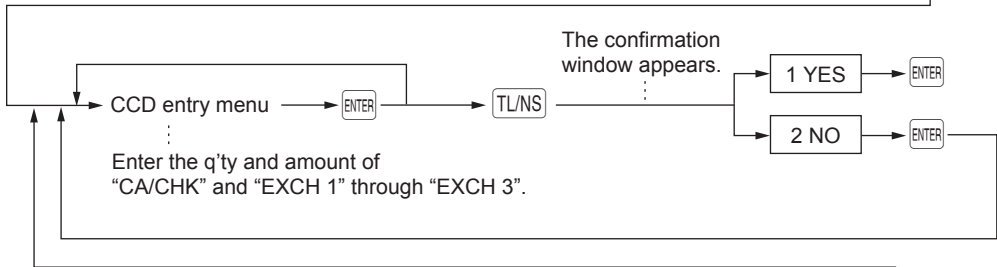 The confirmation
window appears.
1 YES
ENTER
CCD entry menu
ENTER
TL/NS
2 NO
ENTER
Enter the q’ty and amount of
“CA/CHK” and “EXCH 1” through “EXCH 3”.